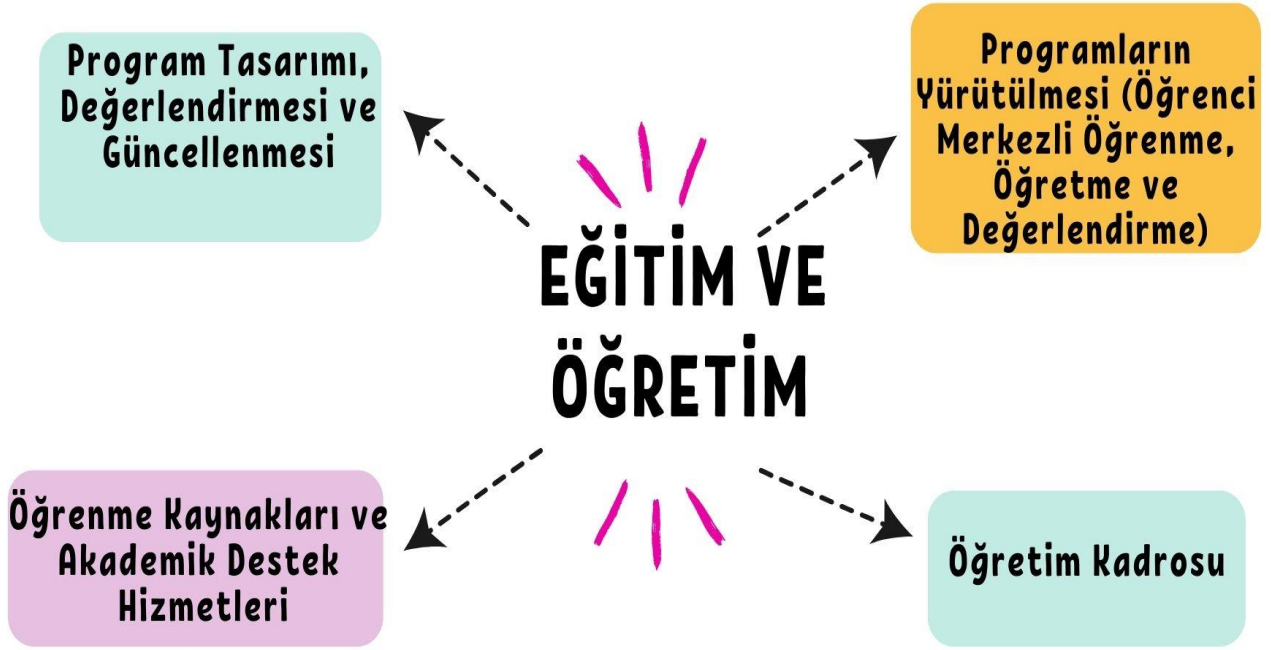 Program Tasarımı,
Değerlendirmesi ve
Güncellenmesi
Programların
Yürütülmesi (Öğrenci
Merkezli Öğrenme,
Öğretme ve
Değerlendirme)
EĞİTİM VE
ÖĞRETİM
Öğrenme Kaynakları ve
Akademik Destek
Hizmetleri
Öğretim Kadrosu